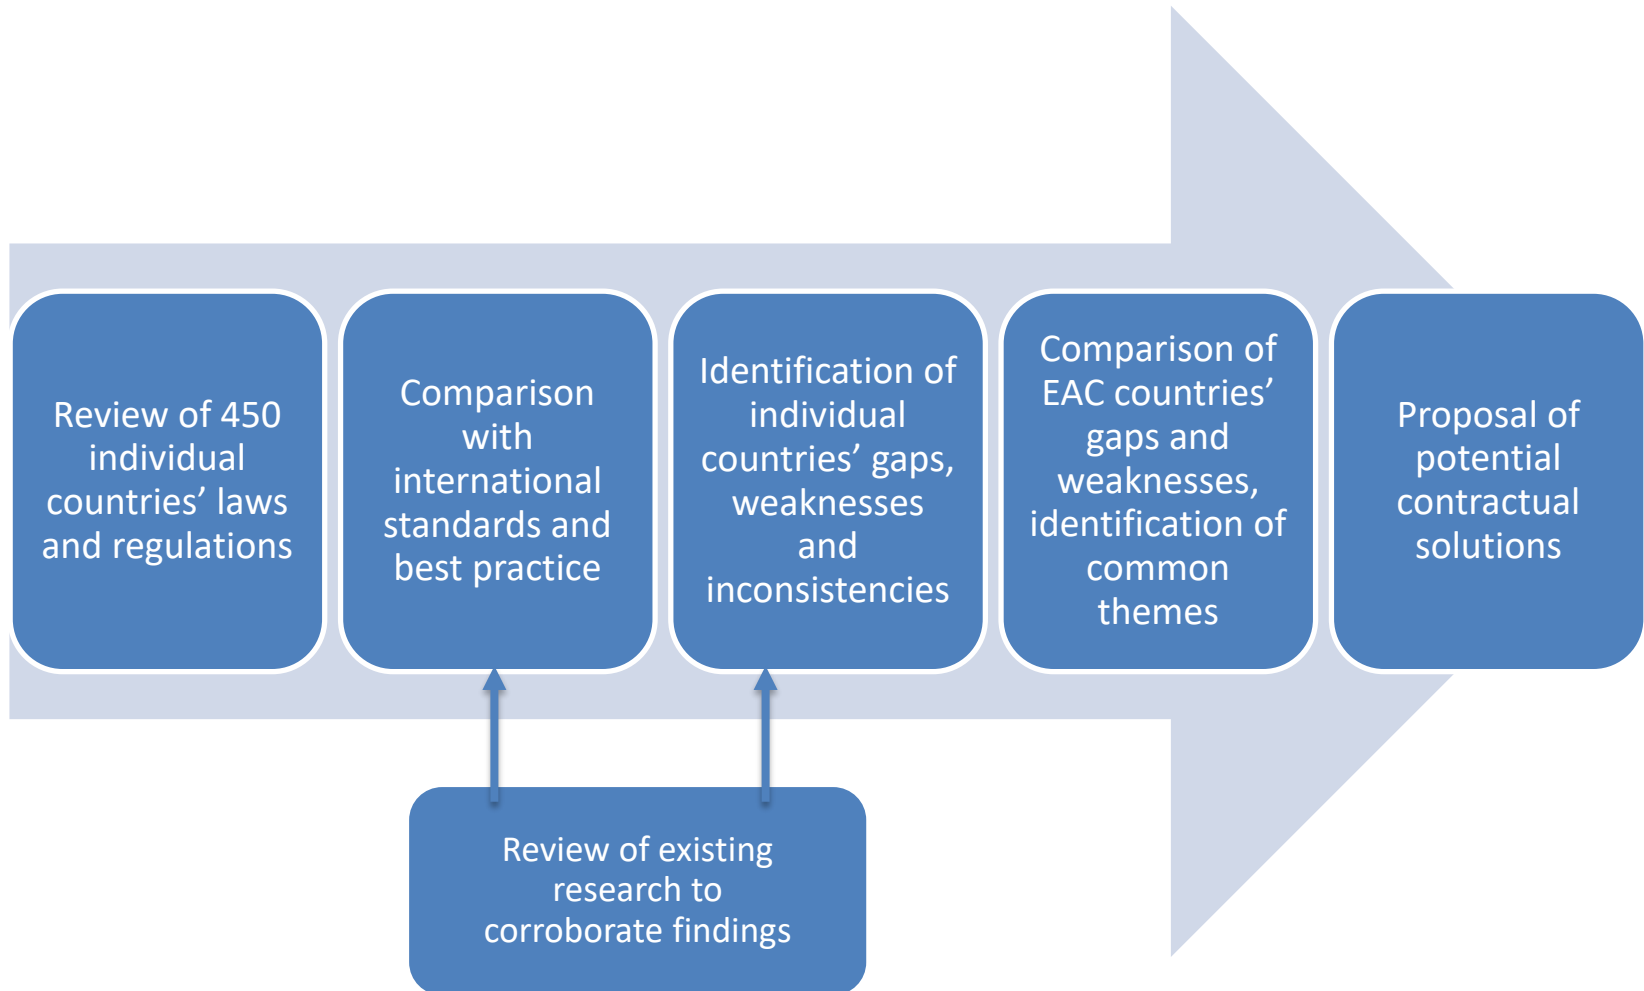 Review of 450
individual
countries’ laws
and regulations
Comparison
with
international
standards and
best practice
Identification of
individual
countries’ gaps,
weaknesses
and
inconsistencies
Comparison of
EAC countries’
gaps and
weaknesses,
identification of
common
themes
Proposal of
potential
contractual
solutions
Review of existing
research to
corroborate findings